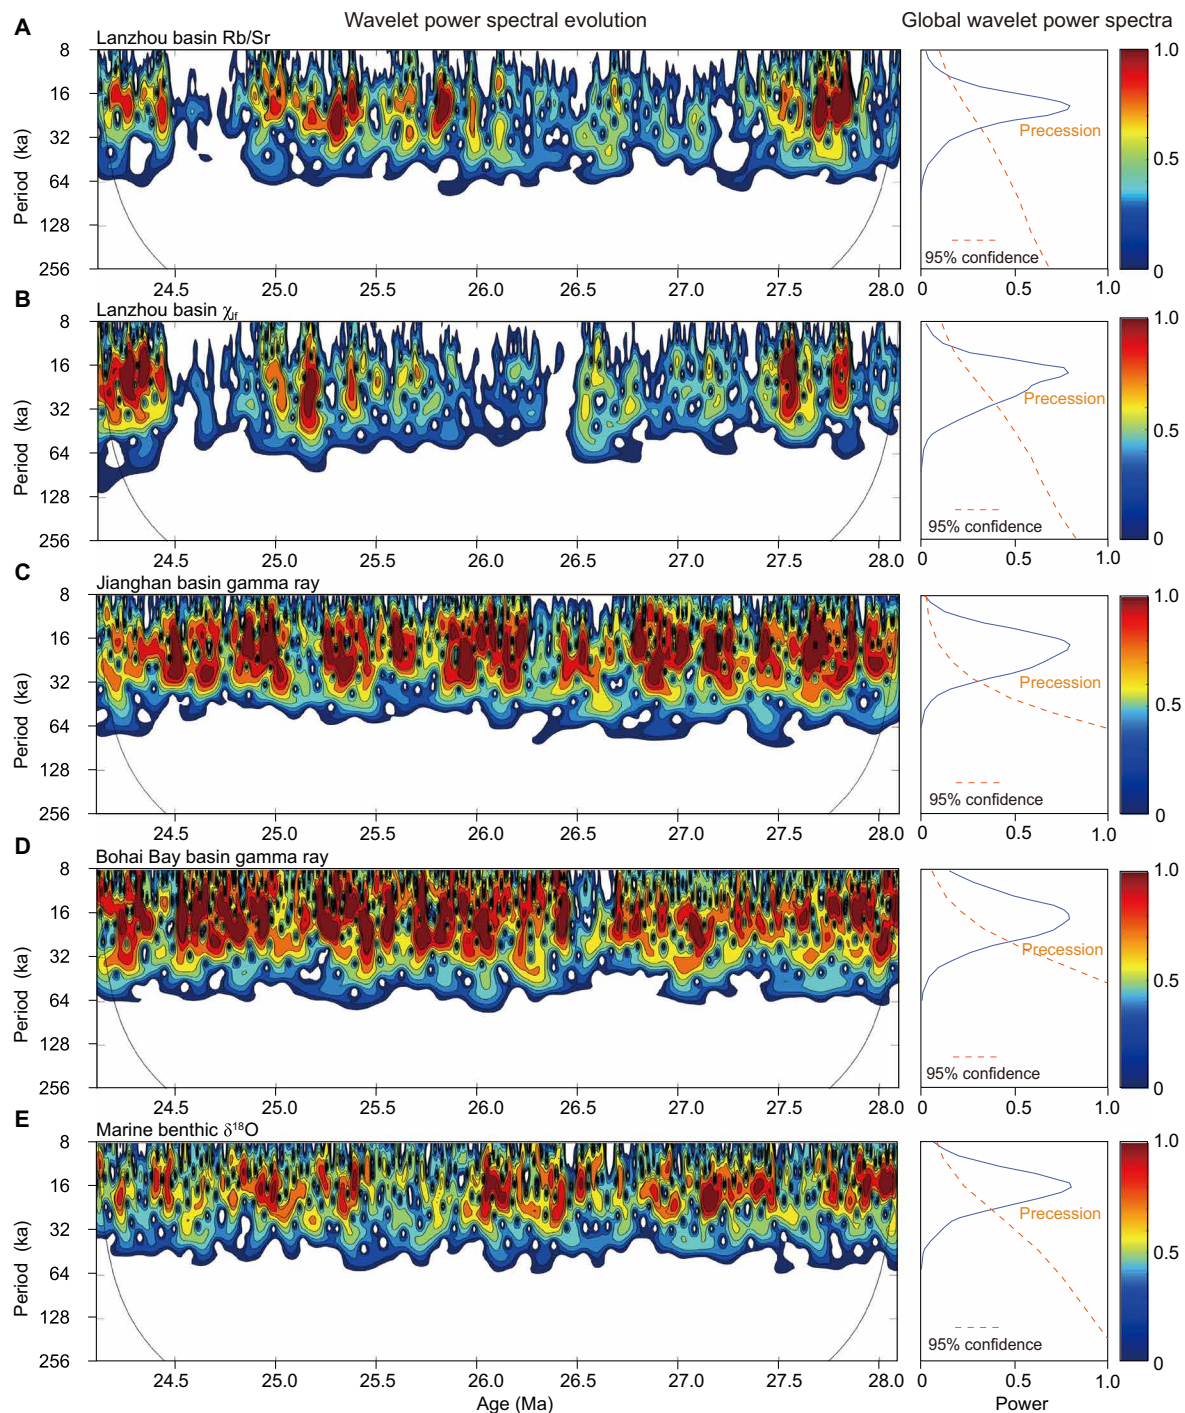 Wavelet power spectral evolution Global wavelet power spectra
A
Lanzhou basin Rb/Sr
8
16
32
64
128
256
Period (ka)
24.5 25.0 25.5 26.0 26.5 27.0 27.5 28.0
Precession
95% confidence
0 0.5 1.0
1.0
0.5
0
B
Lanzhou basin χlf
8
16
32
64
128
256
Period (ka)
24.5 25.0 25.5 26.0 26.5 27.0 27.5 28.0
Precession
95% confidence
0 0.5 1.0
1.0
0.5
0
C
Jianghan basin gamma ray
8
16
32
64
128
256
Period (ka)
24.5 25.0 25.5 26.0 26.5 27.0 27.5 28.0
Precession
95% confidence
0 0.5 1.0
1.0
0.5
0
D
Bohai Bay basin gamma ray
8
16
32
64
128
256
Period (ka)
24.5 25.0 25.5 26.0 26.5 27.0 27.5 28.0
Precession
95% confidence
0 0.5 1.0
1.0
0.5
0
E
Marine benthic δ¹⁸O
8
16
32
64
128
256
Period (ka)
24.5 25.0 25.5 26.0 26.5 27.0 27.5 28.0
Age (Ma)
Precession
95% confidence
0 0.5 1.0
Power
1.0
0.5
0